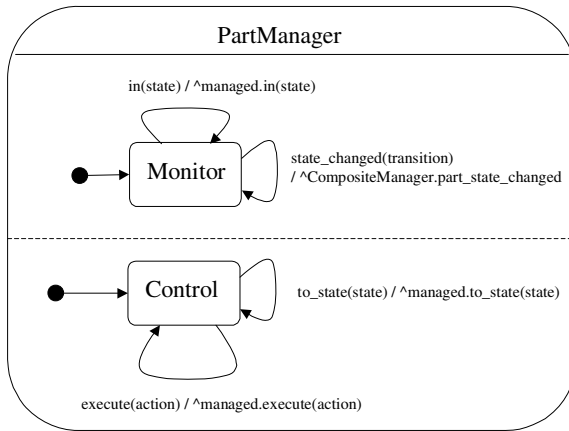 PartManager
in(state) / ^managed.in(state)
Monitor
state_changed(transition)
/ ^CompositeManager.part_state_changed
Control
to_state(state) / ^managed.to_state(state)
execute(action) / ^managed.execute(action)